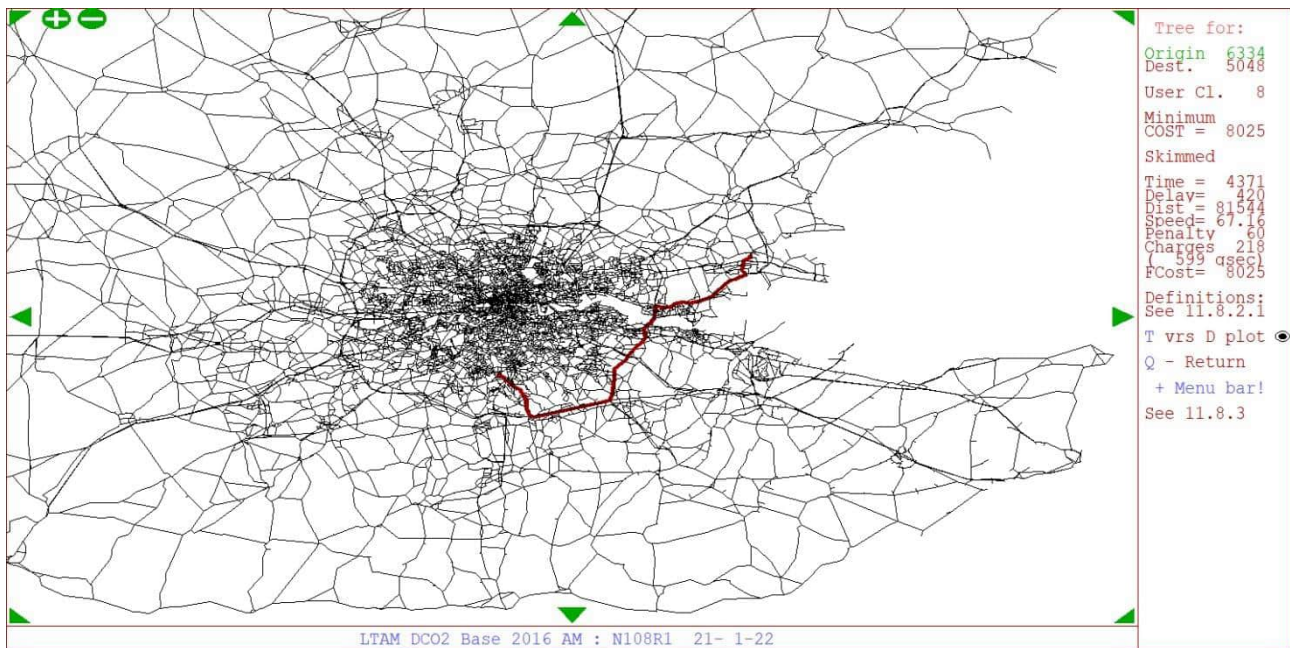 Tree for:
Origin 6334
Dest. 5048
User Cl. 8
Minimum
COST = 8025
Skimmed
Time = 4371
Delay= 420
Dist = 81544
Speed= 67.16
Penalty 60
Charges 218
( 599 gsec)
FCost= 8025
Definitions:
See 11.8.2.1
T vrs D plot
Q - Return
+ Menu bar!
See 11.8.3
LTAM DCO2 Base 2016 AM : N108R1 21- 1-22